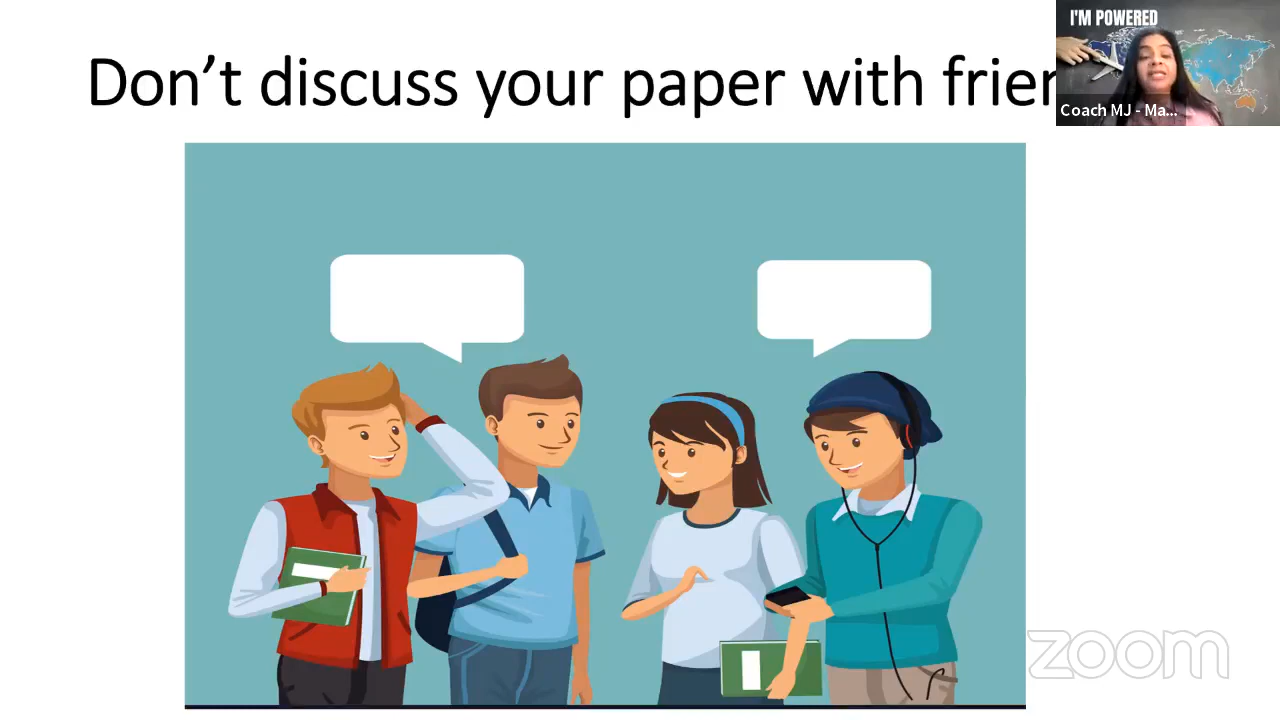 Don’t discuss your paper with frien
I'M POWERED
Coach MJ - Ma...
zoom